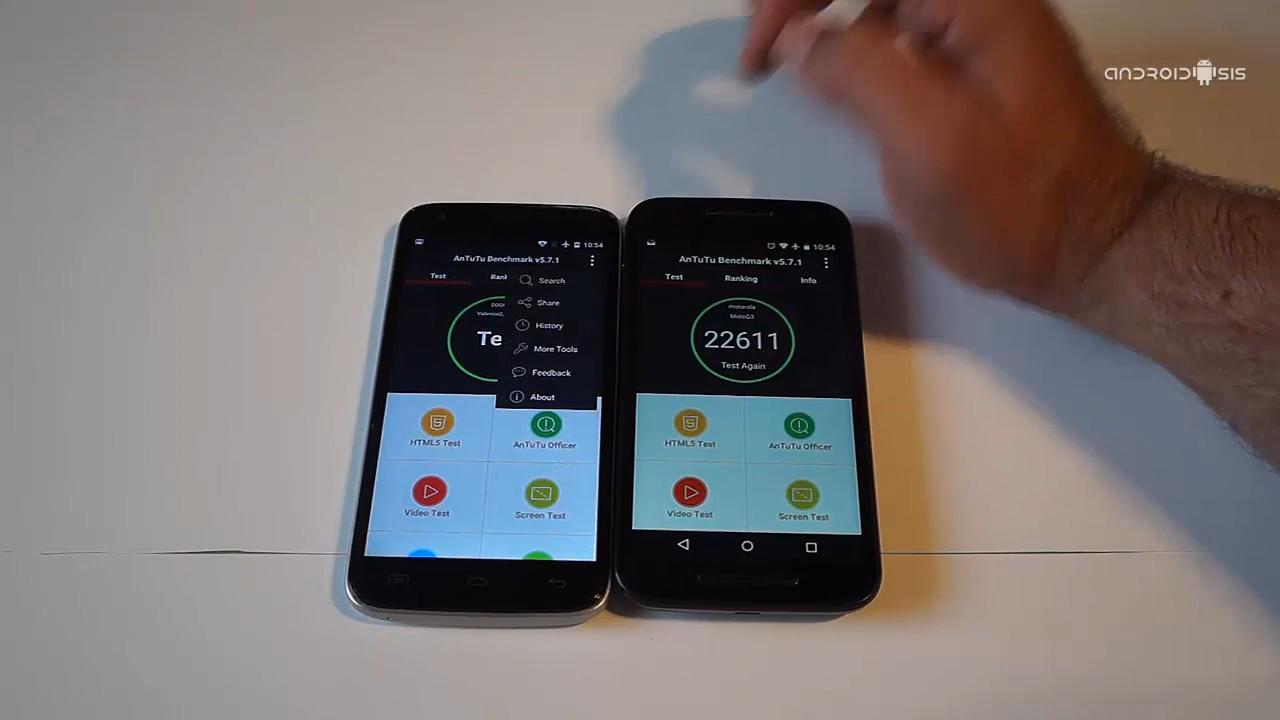 ANDROIDSIS
10:54
AnTuTu Benchmark v5.7.1
Test
Search
Share
History
More Tools
Feedback
About
HTML5 Test
AnTuTu Officer
Video Test
Screen Test
10:54
AnTuTu Benchmark v5.7.1
Test Ranking Info
motorola
MotoG3
22611
Test Again
HTML5 Test
AnTuTu Officer
Video Test
Screen Test